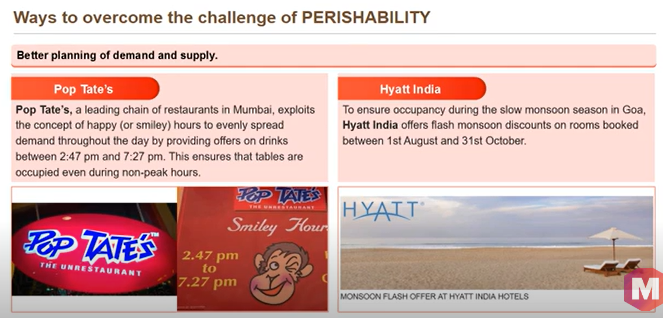 Ways to overcome the challenge of PERISHABILITY
Better planning of demand and supply.
Pop Tate's
Pop Tate's, a leading chain of restaurants in Mumbai, exploits
the concept of happy (or smiley) hours to evenly spread
demand throughout the day by providing offers on drinks
between 2:47 pm and 7:27 pm. This ensures that tables are
occupied even during non-peak hours.
Hyatt India
To ensure occupancy during the slow monsoon season in Goa,
Hyatt India offers flash monsoon discounts on rooms booked
between 1st August and 31st October.
POP TATE'S™
THE UNRESTAURANT
POP TATE'S
THE UNRESTAURANT
Smiley Hour
2.47 pm
to
7.27 pm
HYATT®
MONSOON FLASH OFFER AT HYATT INDIA HOTELS
M